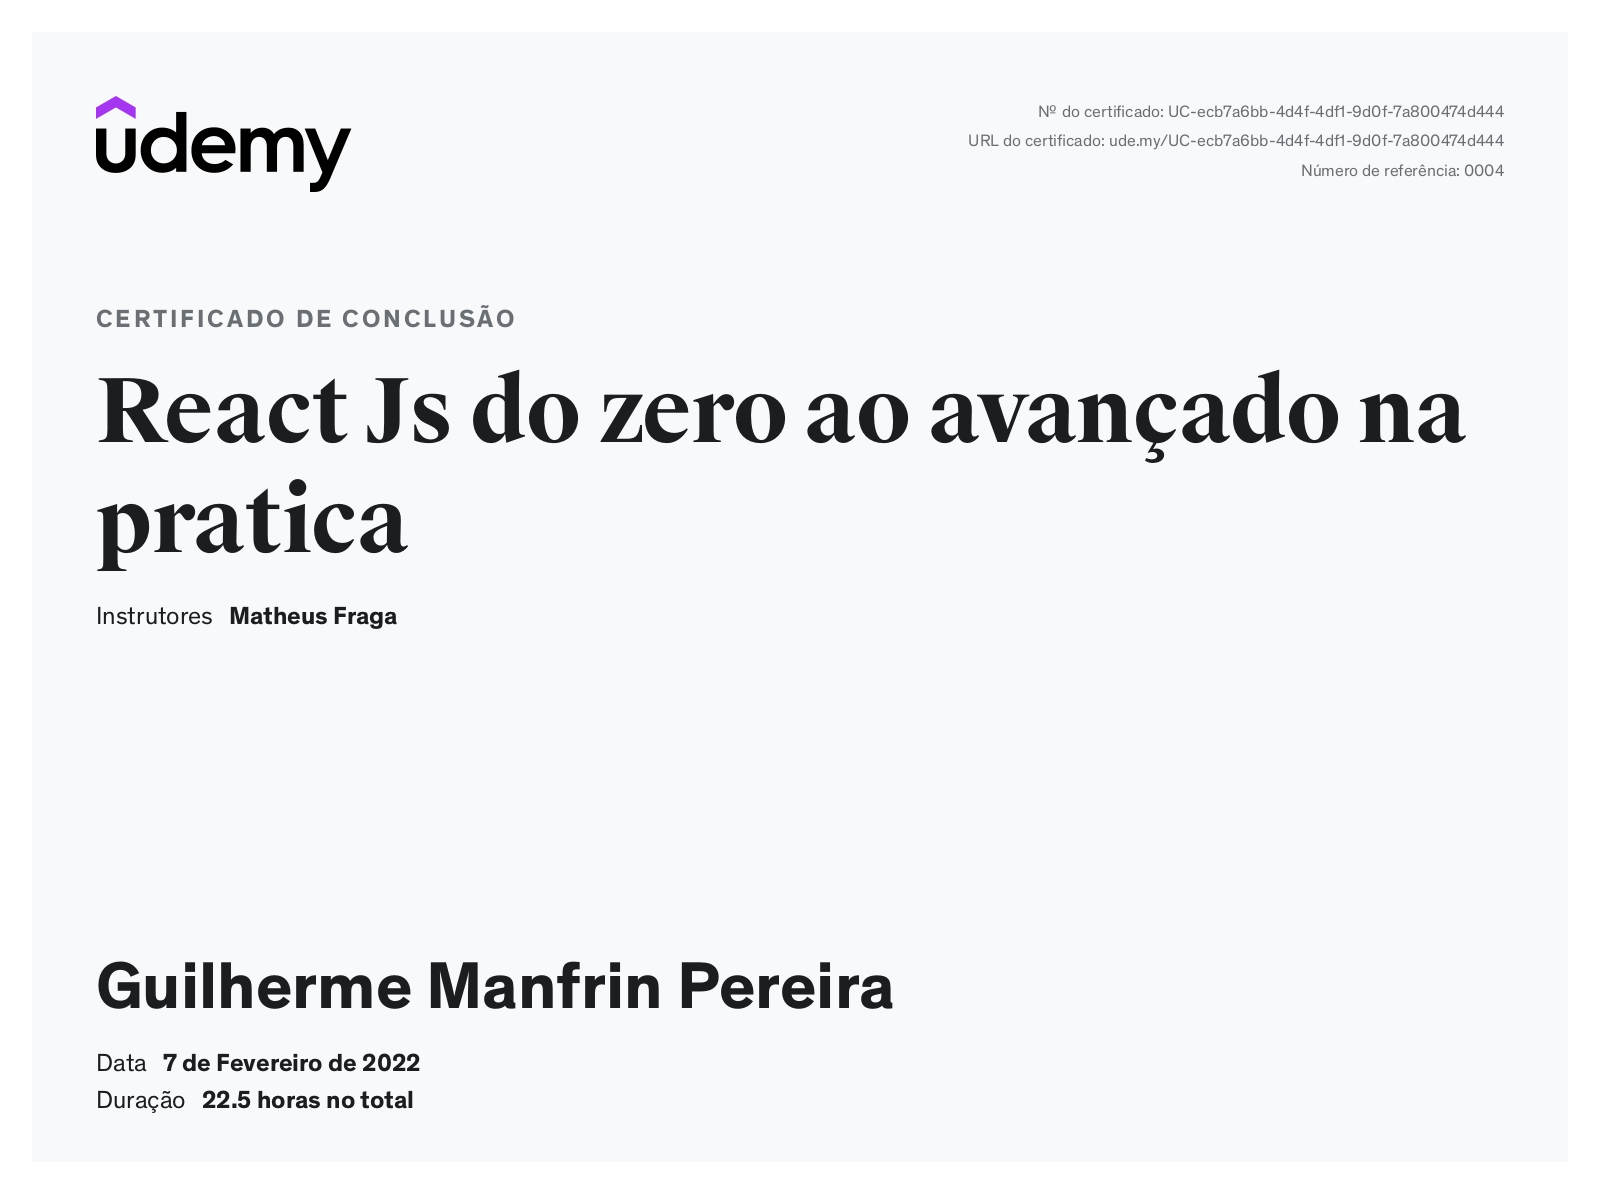 udemy
Nº do certificado: UC-ecb7a6bb-4d4f-4df1-9d0f-7a800474d444
URL do certificado: ude.my/UC-ecb7a6bb-4d4f-4df1-9d0f-7a800474d444
Número de referência: 0004
CERTIFICADO DE CONCLUSÃO
React Js do zero ao avançado na
pratica
Instrutores Matheus Fraga
Guilherme Manfrin Pereira
Data 7 de Fevereiro de 2022
Duração 22.5 horas no total